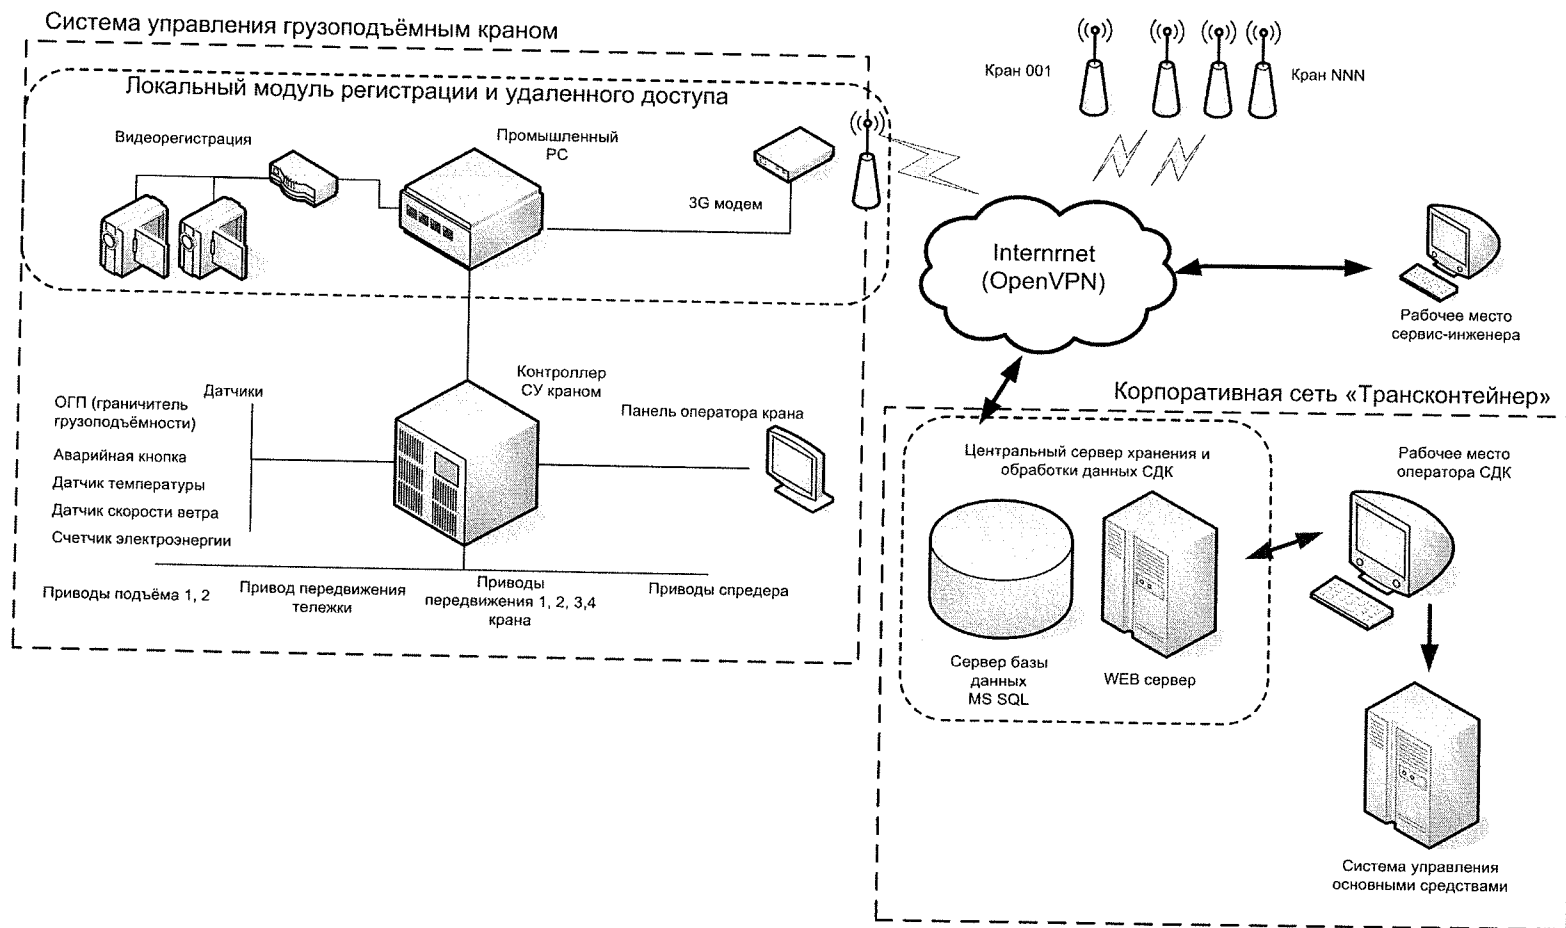 Система управления грузоподъёмным краном
Локальный модуль регистрации и удаленного доступа
Видеорегистрация
Промышленный
PC
3G модем
Кран 001
Кран NNN
Internrnet
(OpenVPN)
Рабочее место
сервис-инженера
Датчики
ОГП (граничитель
грузоподъёмности)
Аварийная кнопка
Датчик температуры
Датчик скорости ветра
Счетчик электроэнергии
Контроллер
СУ краном
Панель оператора крана
Приводы подъёма 1, 2
Привод передвижения
тележки
Приводы
передвижения 1, 2, 3,4
крана
Приводы спредера
Корпоративная сеть «Трансконтейнер»
Центральный сервер хранения и
обработки данных СДК
Рабочее место
оператора СДК
Сервер базы
данных
MS SQL
WEB сервер
Система управления
основными средствами